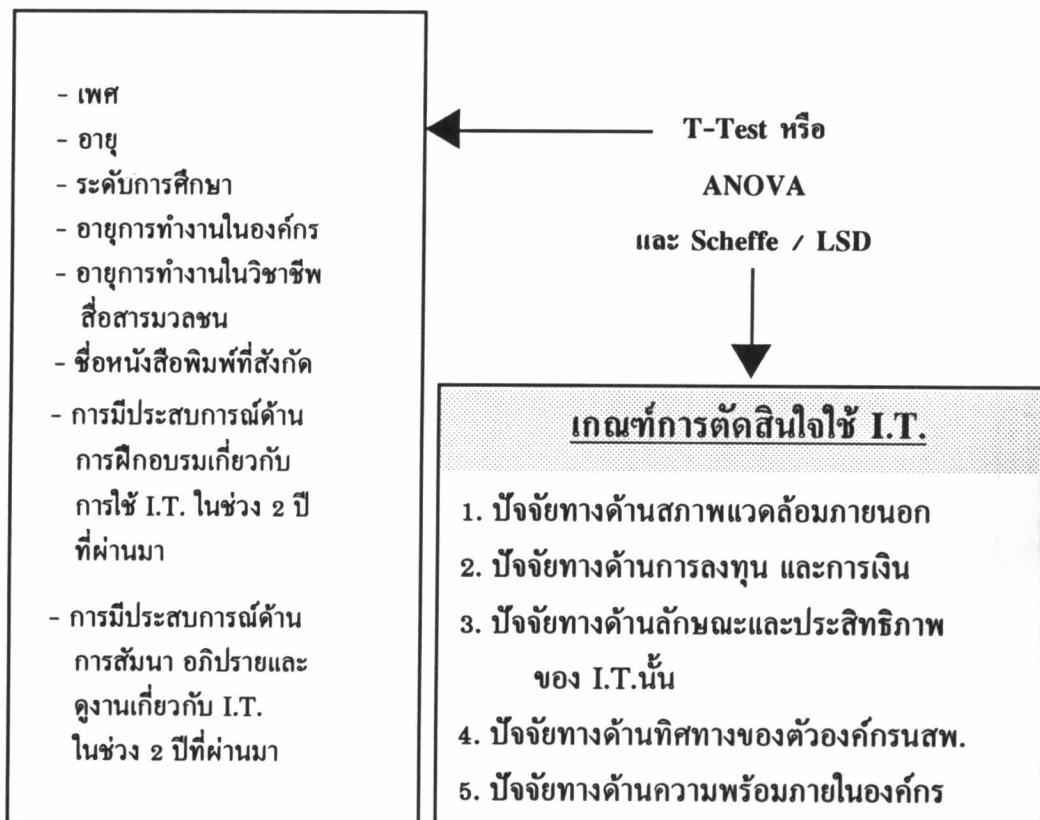 - เพศ
- อายุ
- ระดับการศึกษา
- อายุการทำงานในองค์กร
- อายุการทำงานในวิชาชีพ
สื่อสารมวลชน
- ชื่อหนังสือพิมพ์ที่สังกัด
- การมีประสบการณ์ด้าน
การฝึกอบรมเกี่ยวกับ
การใช้ I.T. ในช่วง 2 ปี
ที่ผ่านมา
- การมีประสบการณ์ด้าน
การสัมนา อภิปรายและ
ดูงานเกี่ยวกับ I.T.
ในช่วง 2 ปีที่ผ่านมา
T-Test หรือ
ANOVA
และ Scheffe / LSD
เกณฑ์การตัดสินใจใช้ I.T.
1. ปัจจัยทางด้านสภาพแวดล้อมภายนอก
2. ปัจจัยทางด้านการลงทุน และการเงิน
3. ปัจจัยทางด้านลักษณะและประสิทธิภาพ
ของ I.T.นั้น
4. ปัจจัยทางด้านทิศทางของตัวองค์กรนสพ.
5. ปัจจัยทางด้านความพร้อมภายในองค์กร